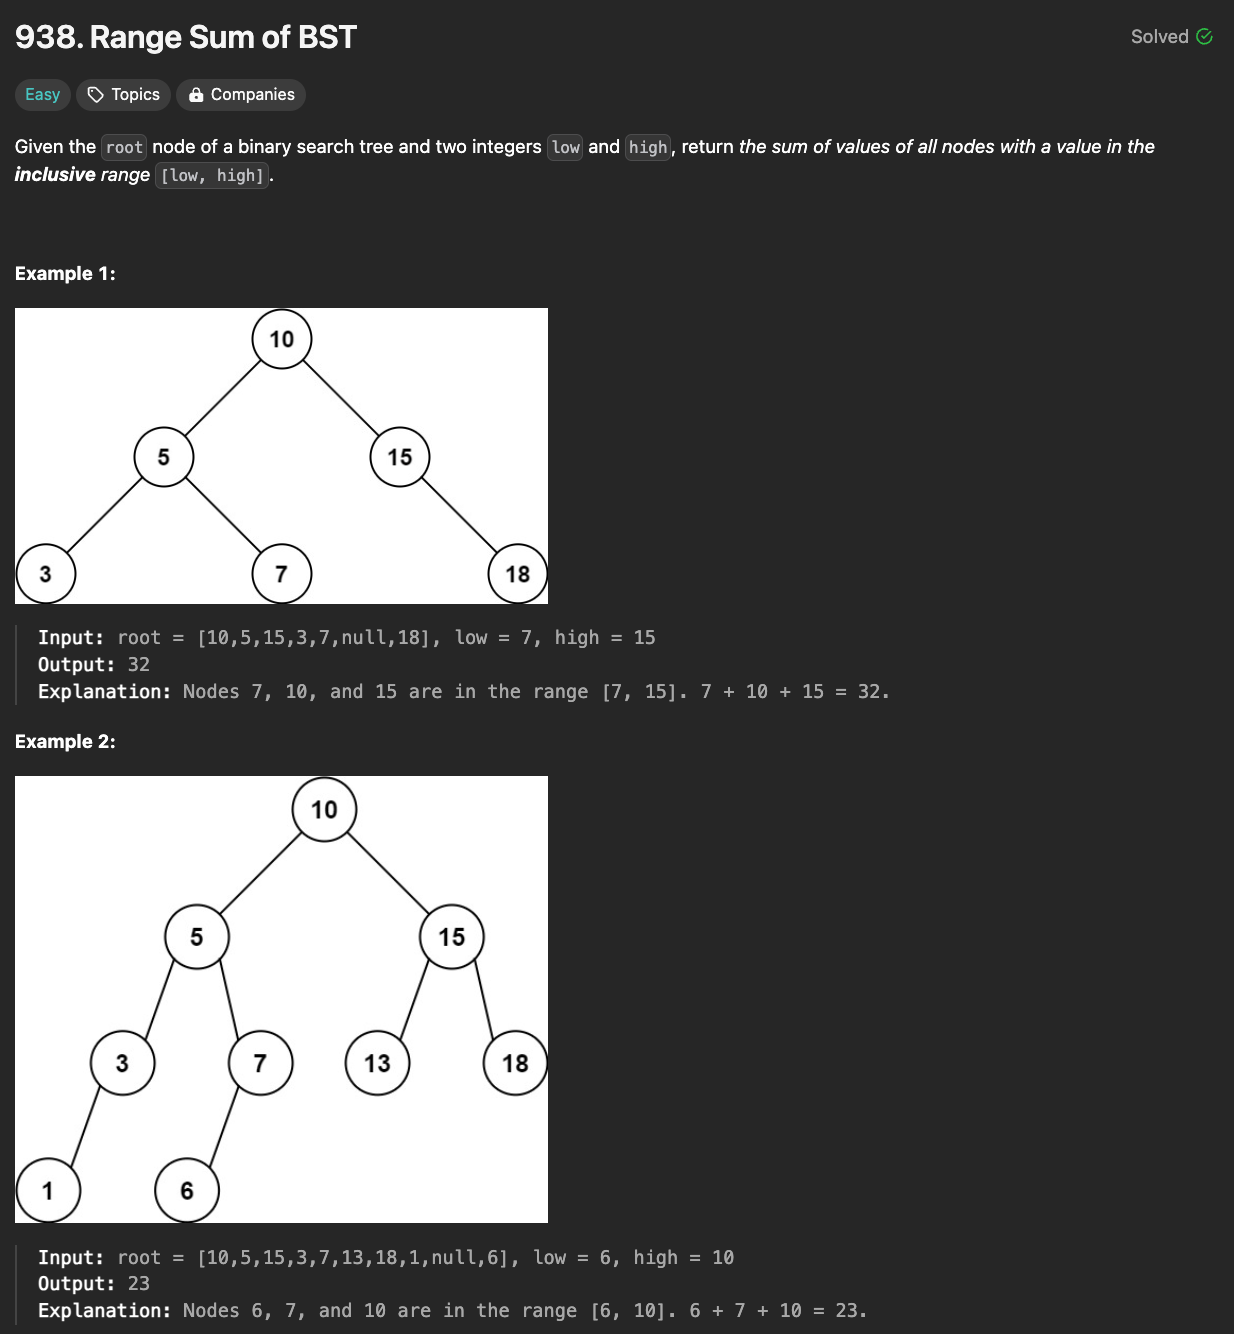 938. Range Sum of BST
Solved
Easy Topics Companies
Given the root node of a binary search tree and two integers low and high, return the sum of values of all nodes with a value in the
inclusive range [low, high].
Example 1:
10
5 15
3 7 18
Input: root = [10,5,15,3,7,null,18], low = 7, high = 15
Output: 32
Explanation: Nodes 7, 10, and 15 are in the range [7, 15]. 7 + 10 + 15 = 32.
Example 2:
10
5 15
3 7 13 18
1 6
Input: root = [10,5,15,3,7,13,18,1,null,6], low = 6, high = 10
Output: 23
Explanation: Nodes 6, 7, and 10 are in the range [6, 10]. 6 + 7 + 10 = 23.